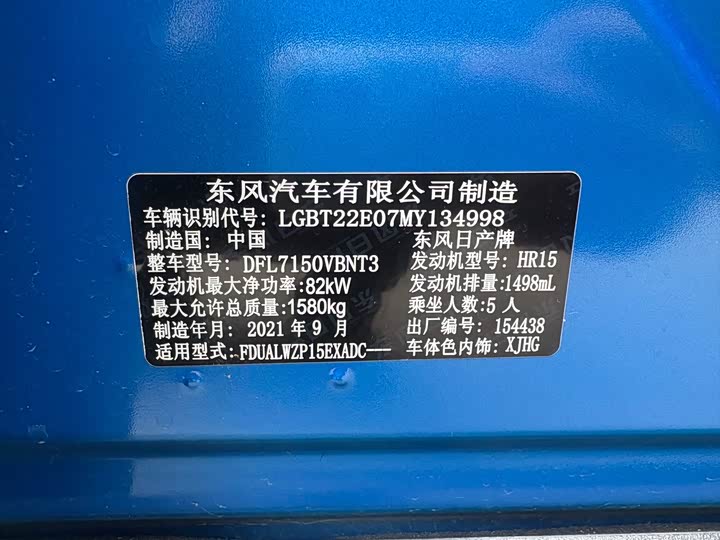 东风汽车有限公司制造
车辆识别代号: LGBT22E07MY134998
制造国: 中国 东风日产牌
整车型号: DFL7150VBNT3 发动机型号: HR15
发动机最大净功率:82kW 发动机排量:1498mL
最大允许总质量:1580kg 乘坐人数:5 人
制造年月: 2021 年 9 月 出厂编号: 154438
适用型式: FDUALWZP15EXADC—— 车体色内饰: XJHG